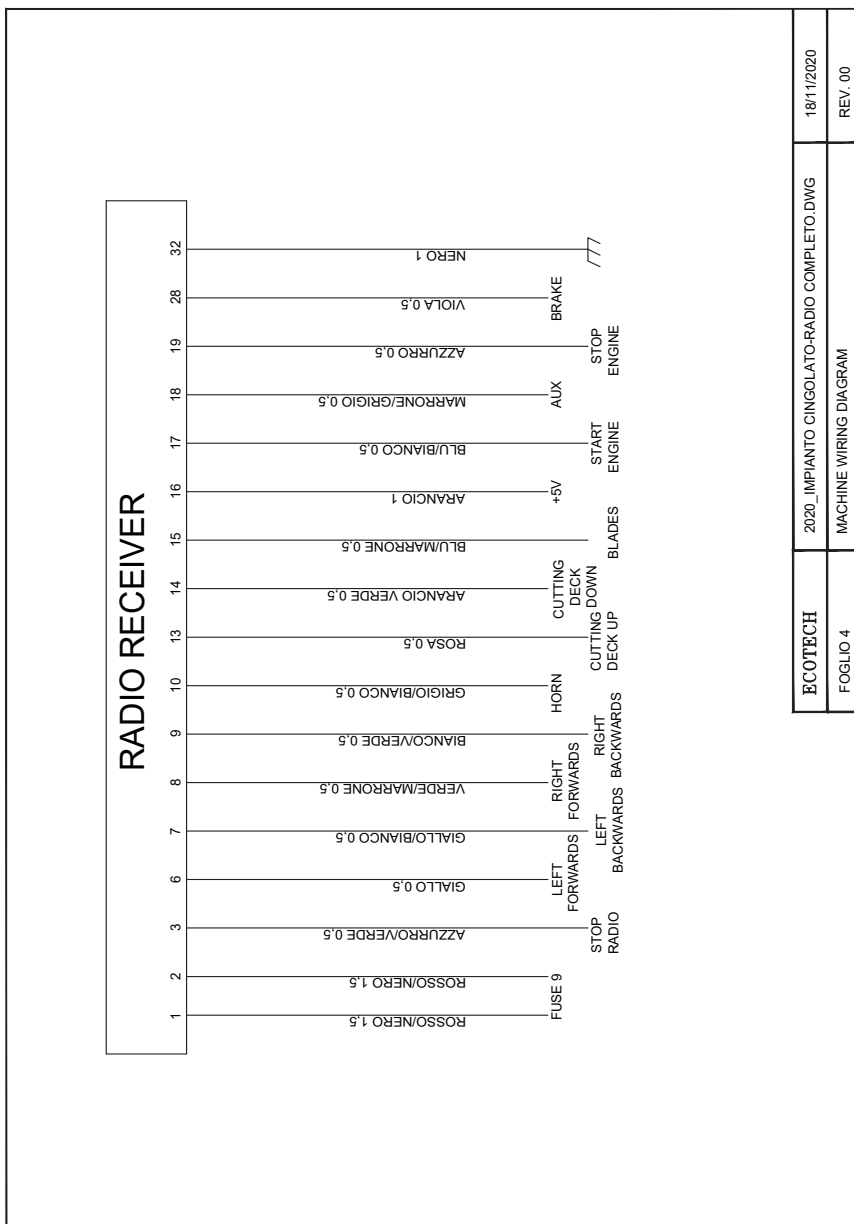 RADIO RECEIVER
1
2
3
6
7
8
9
10
13
14
15
16
17
18
19
28
32
ROSSO/NERO 1,5
ROSSO/NERO 1,5
AZZURRO/VERDE 0,5
GIALLO 0,5
GIALLO/BIANCO 0,5
VERDE/MARRONE 0,5
BIANCO/VERDE 0,5
GRIGIO/BIANCO 0,5
ROSA 0,5
ARANCIO VERDE 0,5
BLU/MARRONE 0,5
ARANCIO 1
BLU/BIANCO 0,5
MARRONE/GRIGIO 0,5
AZZURRO 0,5
VIOLA 0,5
NERO 1
FUSE 9
STOP
RADIO
LEFT
FORWARDS
LEFT
BACKWARDS
RIGHT
FORWARDS
RIGHT
BACKWARDS
HORN
CUTTING
DECK UP
CUTTING
DECK
DOWN
BLADES
+5V
START
ENGINE
AUX
STOP
ENGINE
BRAKE
ECOTECH
2020_IMPIANTO CINGOLATO-RADIO COMPLETO.DWG
18/11/2020
FOGLIO 4
MACHINE WIRING DIAGRAM
REV. 00